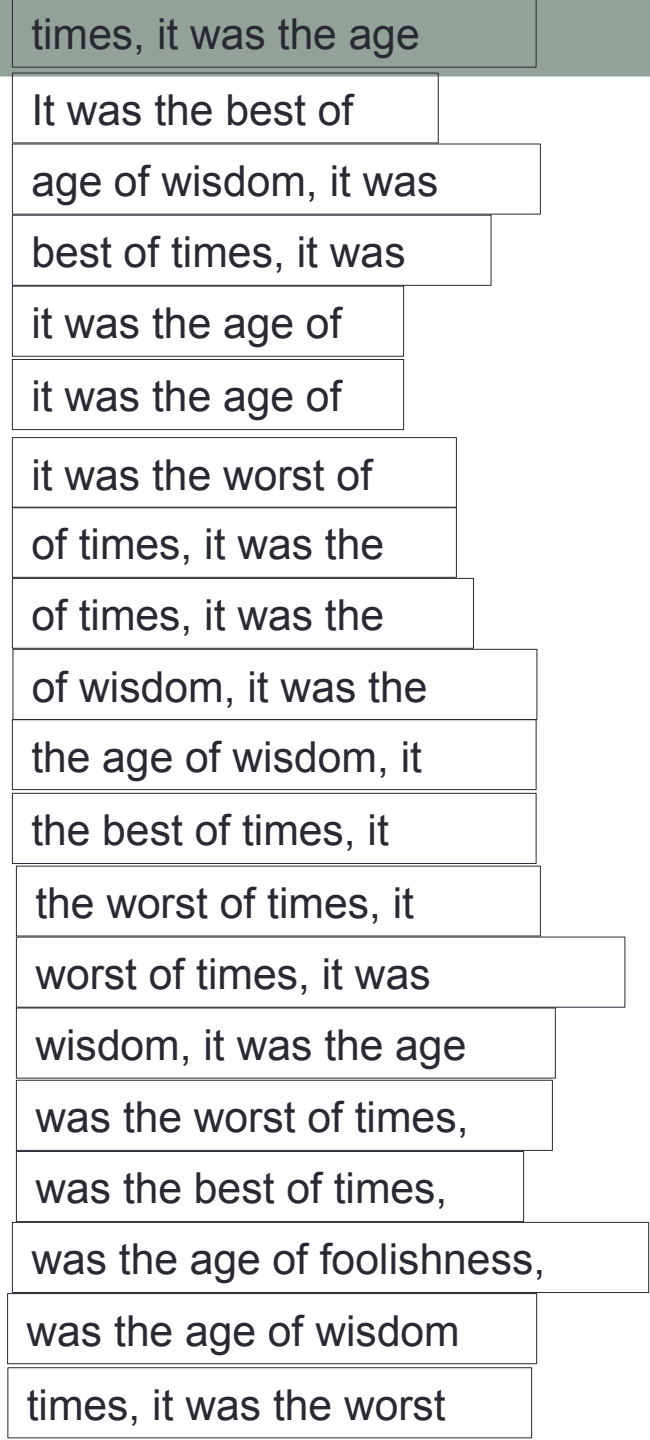 times, it was the age
It was the best of
age of wisdom, it was
best of times, it was
it was the age of
it was the age of
it was the worst of
of times, it was the
of times, it was the
of wisdom, it was the
the age of wisdom, it
the best of times, it
the worst of times, it
worst of times, it was
wisdom, it was the age
was the worst of times,
was the best of times,
was the age of foolishness,
was the age of wisdom
times, it was the worst